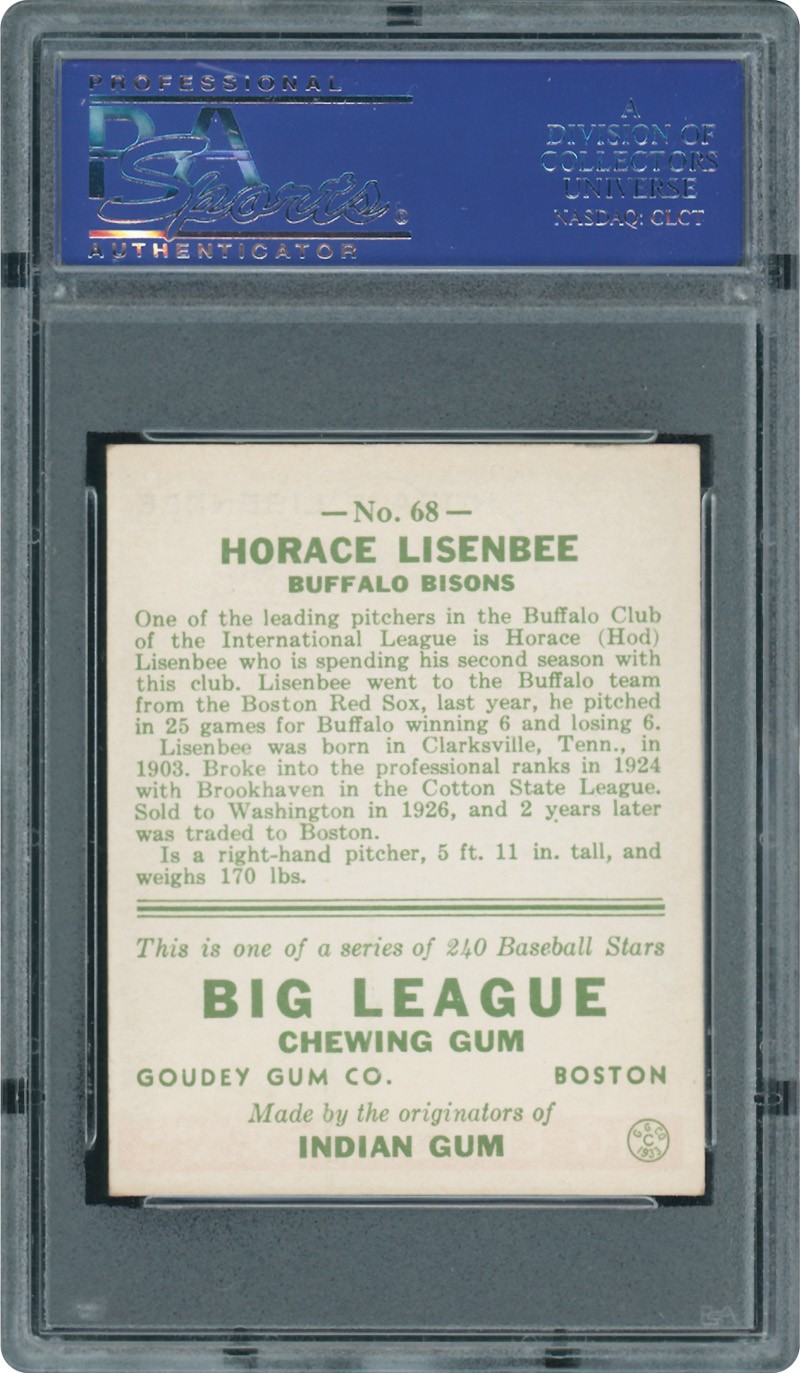 PROFESSIONAL
PSA
Sports®
AUTHENTICATOR
A
DIVISION OF
COLLECTORS
UNIVERSE
NASDAQ: CLCT
—No. 68—
HORACE LISENBEE
BUFFALO BISONS
One of the leading pitchers in the Buffalo Club
of the International League is Horace (Hod)
Lisenbee who is spending his second season with
this club. Lisenbee went to the Buffalo team
from the Boston Red Sox, last year, he pitched
in 25 games for Buffalo winning 6 and losing 6.
Lisenbee was born in Clarksville, Tenn., in
1903. Broke into the professional ranks in 1924
with Brookhaven in the Cotton State League.
Sold to Washington in 1926, and 2 years later
was traded to Boston.
Is a right-hand pitcher, 5 ft. 11 in. tall, and
weighs 170 lbs.
This is one of a series of 240 Baseball Stars
BIG LEAGUE
CHEWING GUM
GOUDEY GUM CO. BOSTON
Made by the originators of
INDIAN GUM
G G CO
C
1933
PSA